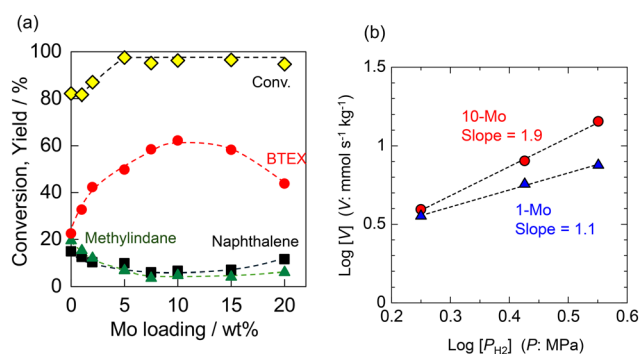 (a)
100
80
60
40
20
0
Conversion, Yield / %
Conv.
BTEX
Methylindane
Naphthalene
0 5 10 15 20
Mo loading / wt%
(b)
1.5
1
0.5
0
Log [V] (V: mmol s⁻¹ kg⁻¹)
10-Mo
Slope = 1.9
1-Mo
Slope = 1.1
0.2 0.3 0.4 0.5 0.6
Log [P_H2] (P: MPa)